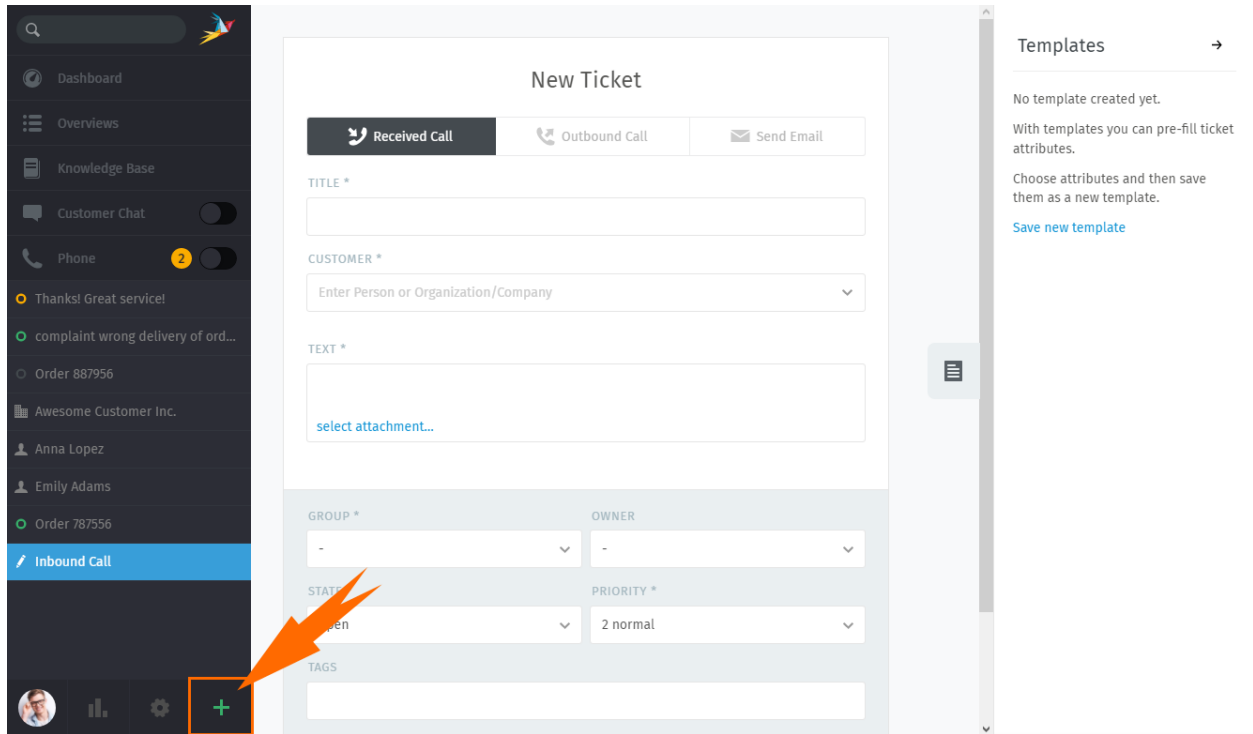 Dashboard
Overviews
Knowledge Base
Customer Chat
Phone 2
Thanks! Great service!
complaint wrong delivery of ord...
Order 887956
Awesome Customer Inc.
Anna Lopez
Emily Adams
Order 787556
Inbound Call
New Ticket
Received Call
Outbound Call
Send Email
TITLE *
CUSTOMER *
Enter Person or Organization/Company
TEXT *
select attachment...
GROUP * OWNER
- -
PRIORITY *
2 normal
TAGS
Templates →
No template created yet.
With templates you can pre-fill ticket
attributes.
Choose attributes and then save
them as a new template.
Save new template